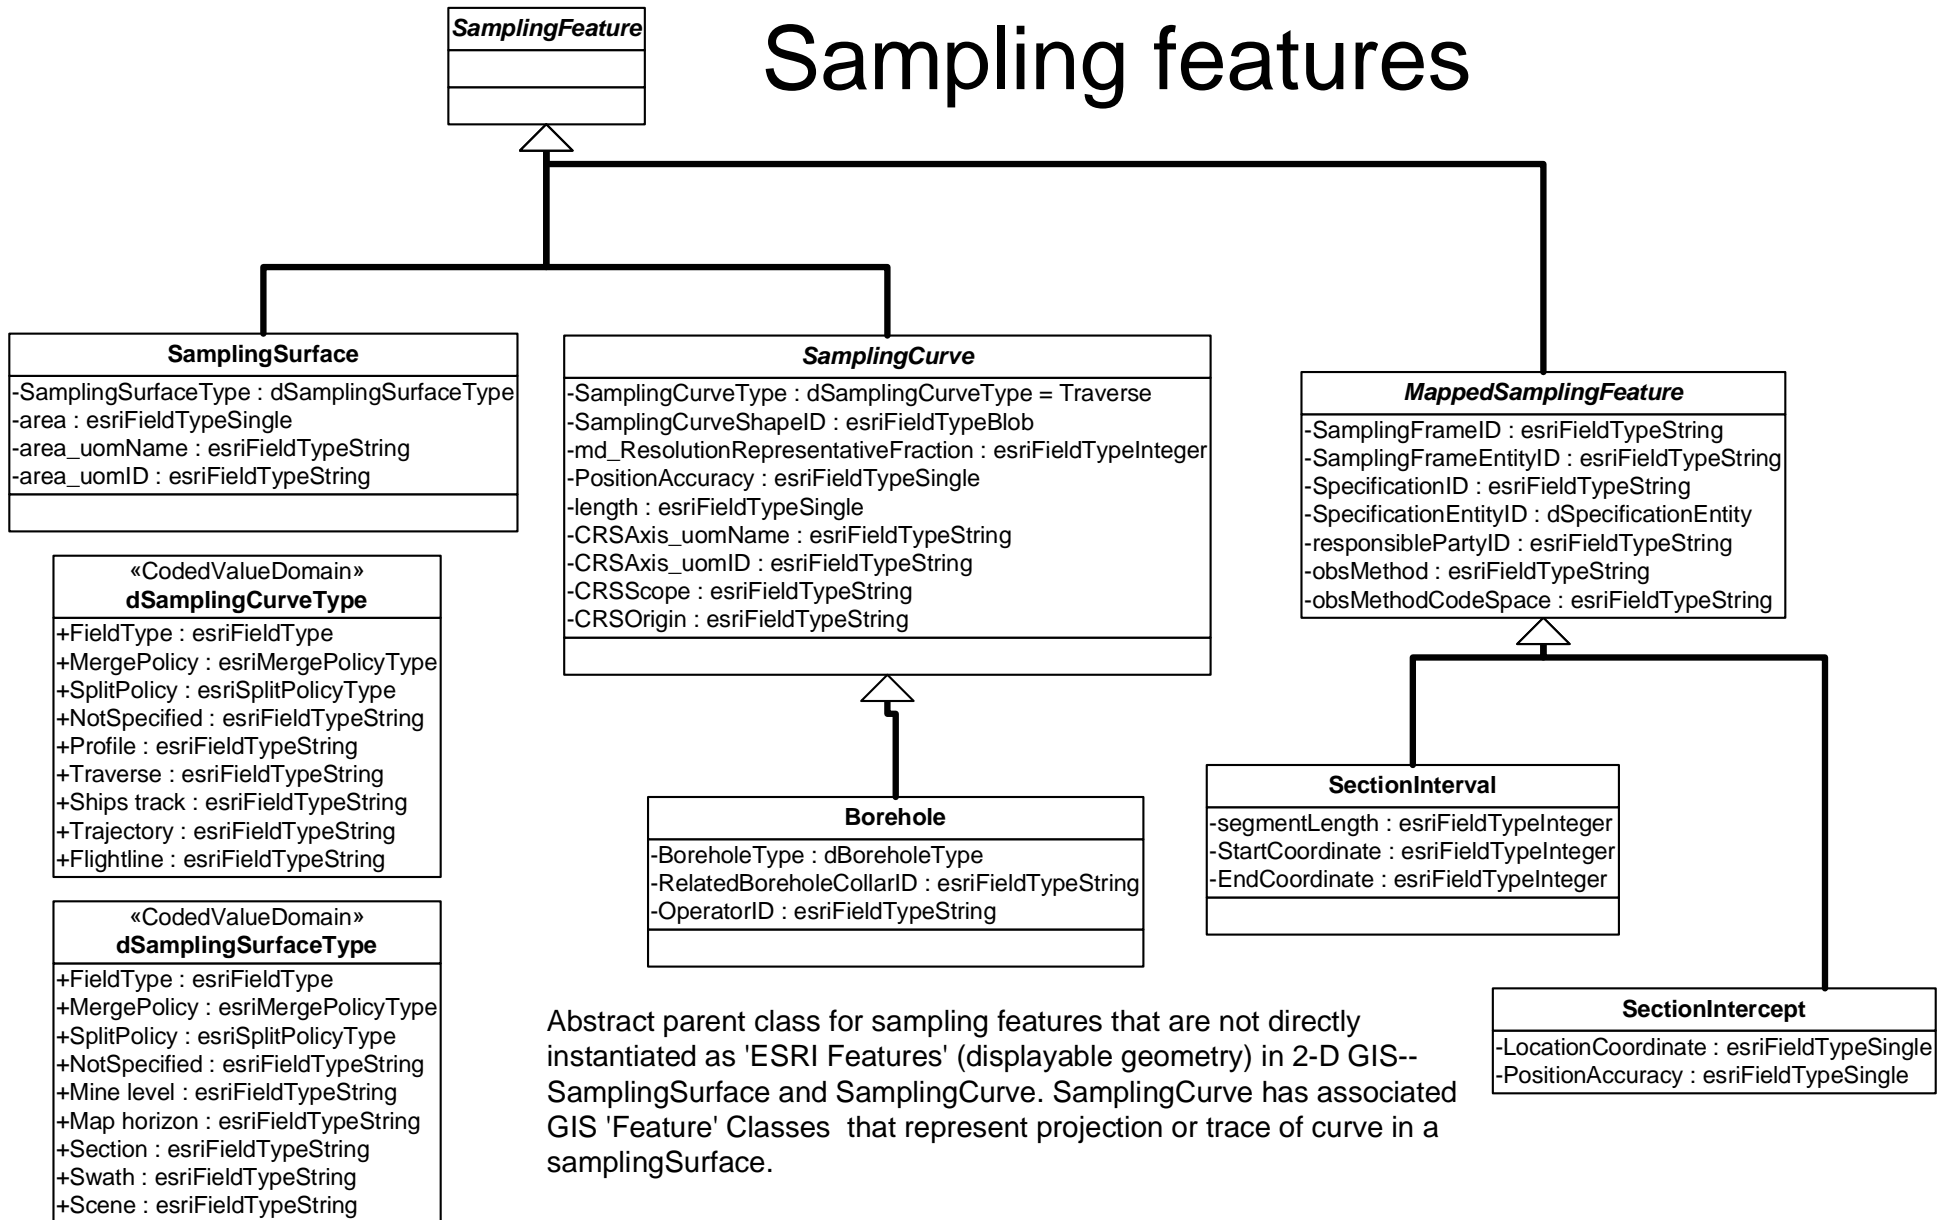 SamplingFeature
Sampling features
SamplingSurface
-SamplingSurfaceType : dSamplingSurfaceType
-area : esriFieldTypeSingle
-area_uomName : esriFieldTypeString
-area_uomID : esriFieldTypeString
SamplingCurve
-SamplingCurveType : dSamplingCurveType = Traverse
-SamplingCurveShapeID : esriFieldTypeBlob
-md_ResolutionRepresentativeFraction : esriFieldTypeInteger
-PositionAccuracy : esriFieldTypeSingle
-length : esriFieldTypeSingle
-CRSAxis_uomName : esriFieldTypeString
-CRSAxis_uomID : esriFieldTypeString
-CRSScope : esriFieldTypeString
-CRSOrigin : esriFieldTypeString
MappedSamplingFeature
-SamplingFrameID : esriFieldTypeString
-SamplingFrameEntityID : esriFieldTypeString
-SpecificationID : esriFieldTypeString
-SpecificationEntityID : dSpecificationEntity
-responsiblePartyID : esriFieldTypeString
-obsMethod : esriFieldTypeString
-obsMethodCodeSpace : esriFieldTypeString
«CodedValueDomain»
dSamplingCurveType
+FieldType : esriFieldType
+MergePolicy : esriMergePolicyType
+SplitPolicy : esriSplitPolicyType
+NotSpecified : esriFieldTypeString
+Profile : esriFieldTypeString
+Traverse : esriFieldTypeString
+Ships track : esriFieldTypeString
+Trajectory : esriFieldTypeString
+Flightline : esriFieldTypeString
Borehole
-BoreholeType : dBoreholeType
-RelatedBoreholeCollarID : esriFieldTypeString
-OperatorID : esriFieldTypeString
SectionInterval
-segmentLength : esriFieldTypeInteger
-StartCoordinate : esriFieldTypeInteger
-EndCoordinate : esriFieldTypeInteger
«CodedValueDomain»
dSamplingSurfaceType
+FieldType : esriFieldType
+MergePolicy : esriMergePolicyType
+SplitPolicy : esriSplitPolicyType
+NotSpecified : esriFieldTypeString
+Mine level : esriFieldTypeString
+Map horizon : esriFieldTypeString
+Section : esriFieldTypeString
+Swath : esriFieldTypeString
+Scene : esriFieldTypeString
Abstract parent class for sampling features that are not directly
instantiated as 'ESRI Features' (displayable geometry) in 2-D GIS--
SamplingSurface and SamplingCurve. SamplingCurve has associated
GIS 'Feature' Classes  that represent projection or trace of curve in a
samplingSurface.
SectionIntercept
-LocationCoordinate : esriFieldTypeSingle
-PositionAccuracy : esriFieldTypeSingle